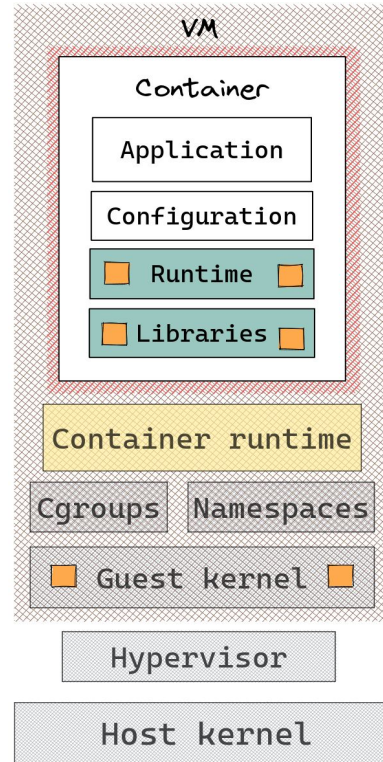 VM
Container
Application
Configuration
Runtime
Libraries
Container runtime
Cgroups Namespaces
Guest kernel
Hypervisor
Host kernel